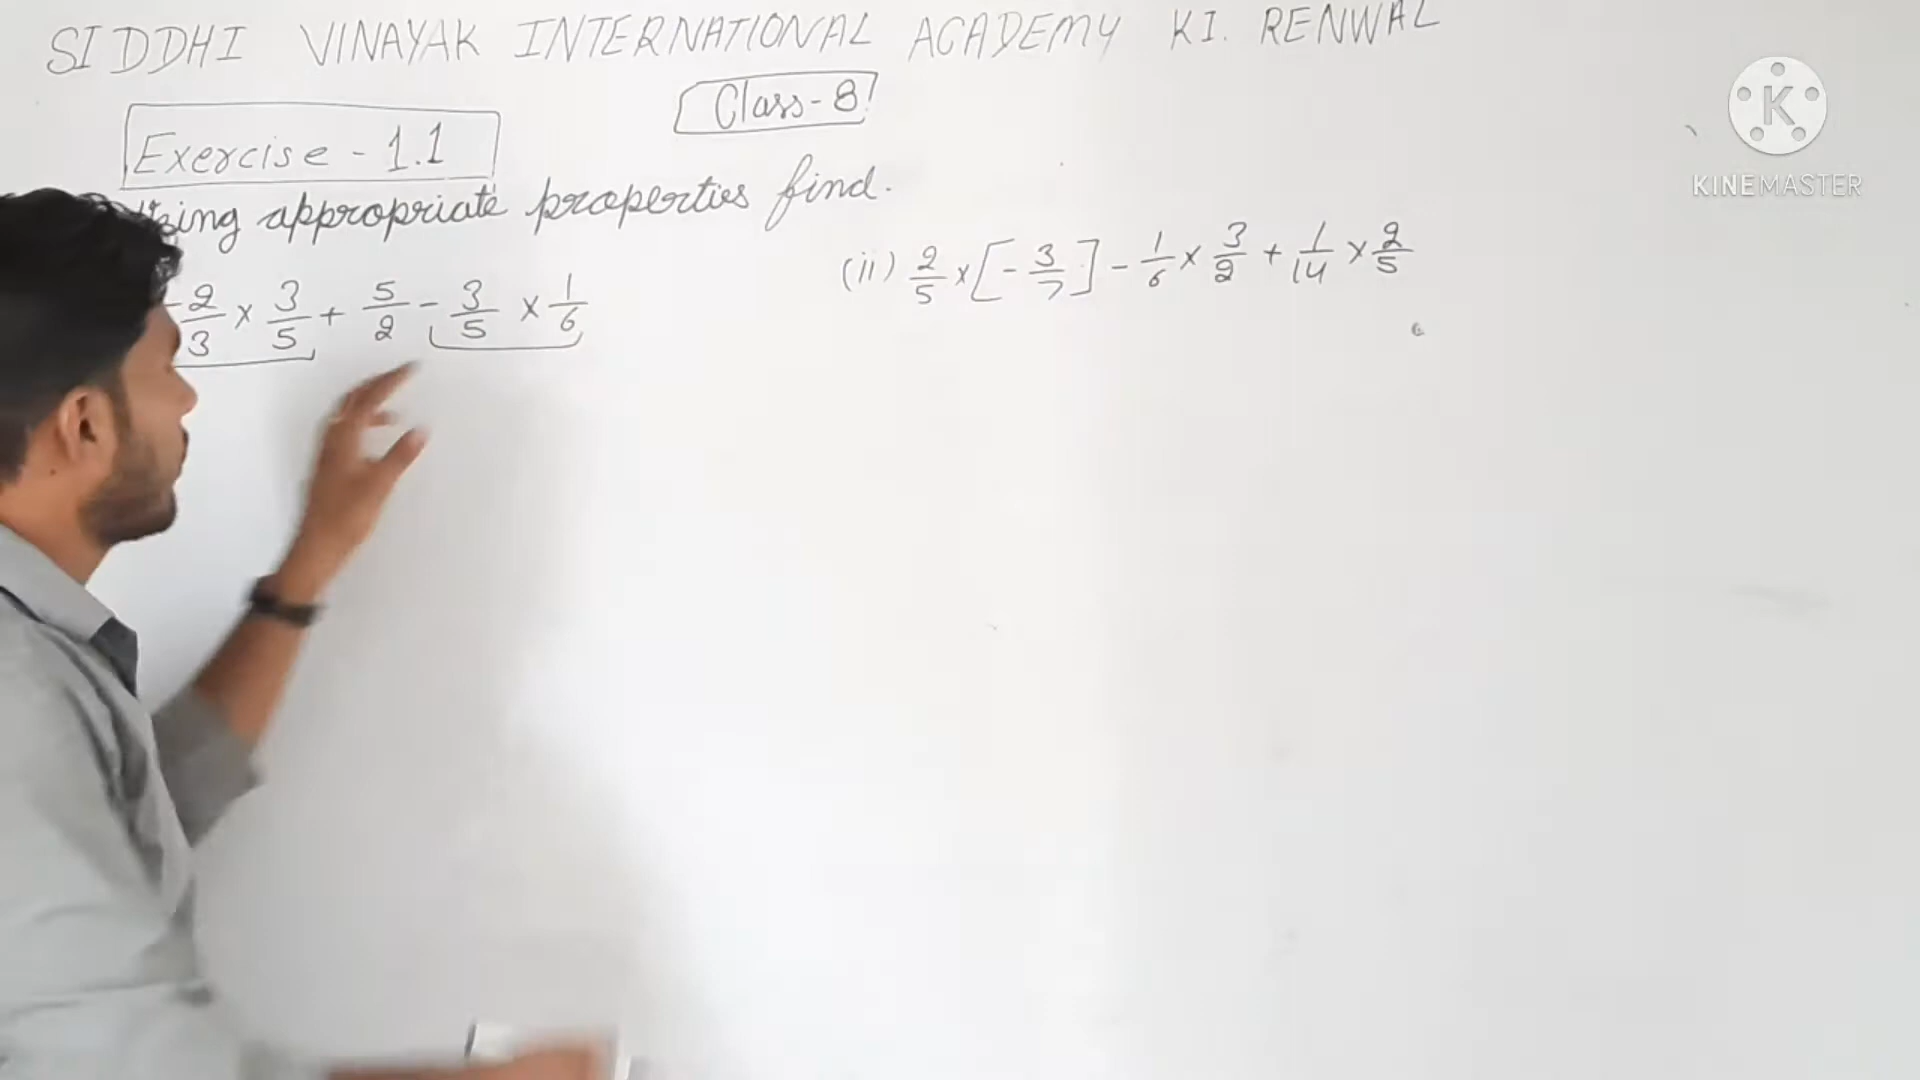 SIDDHI VINAYAK INTERNATIONAL ACADEMY KI. RENWAL
Class-8
Exercise - 1.1
Using appropriate properties find.
-2/3 × 3/5 + 5/2 - 3/5 × 1/6
(ii) 2/5 × [-3/7] - 1/6 × 3/2 + 1/14 × 2/5
K
KINEMASTER